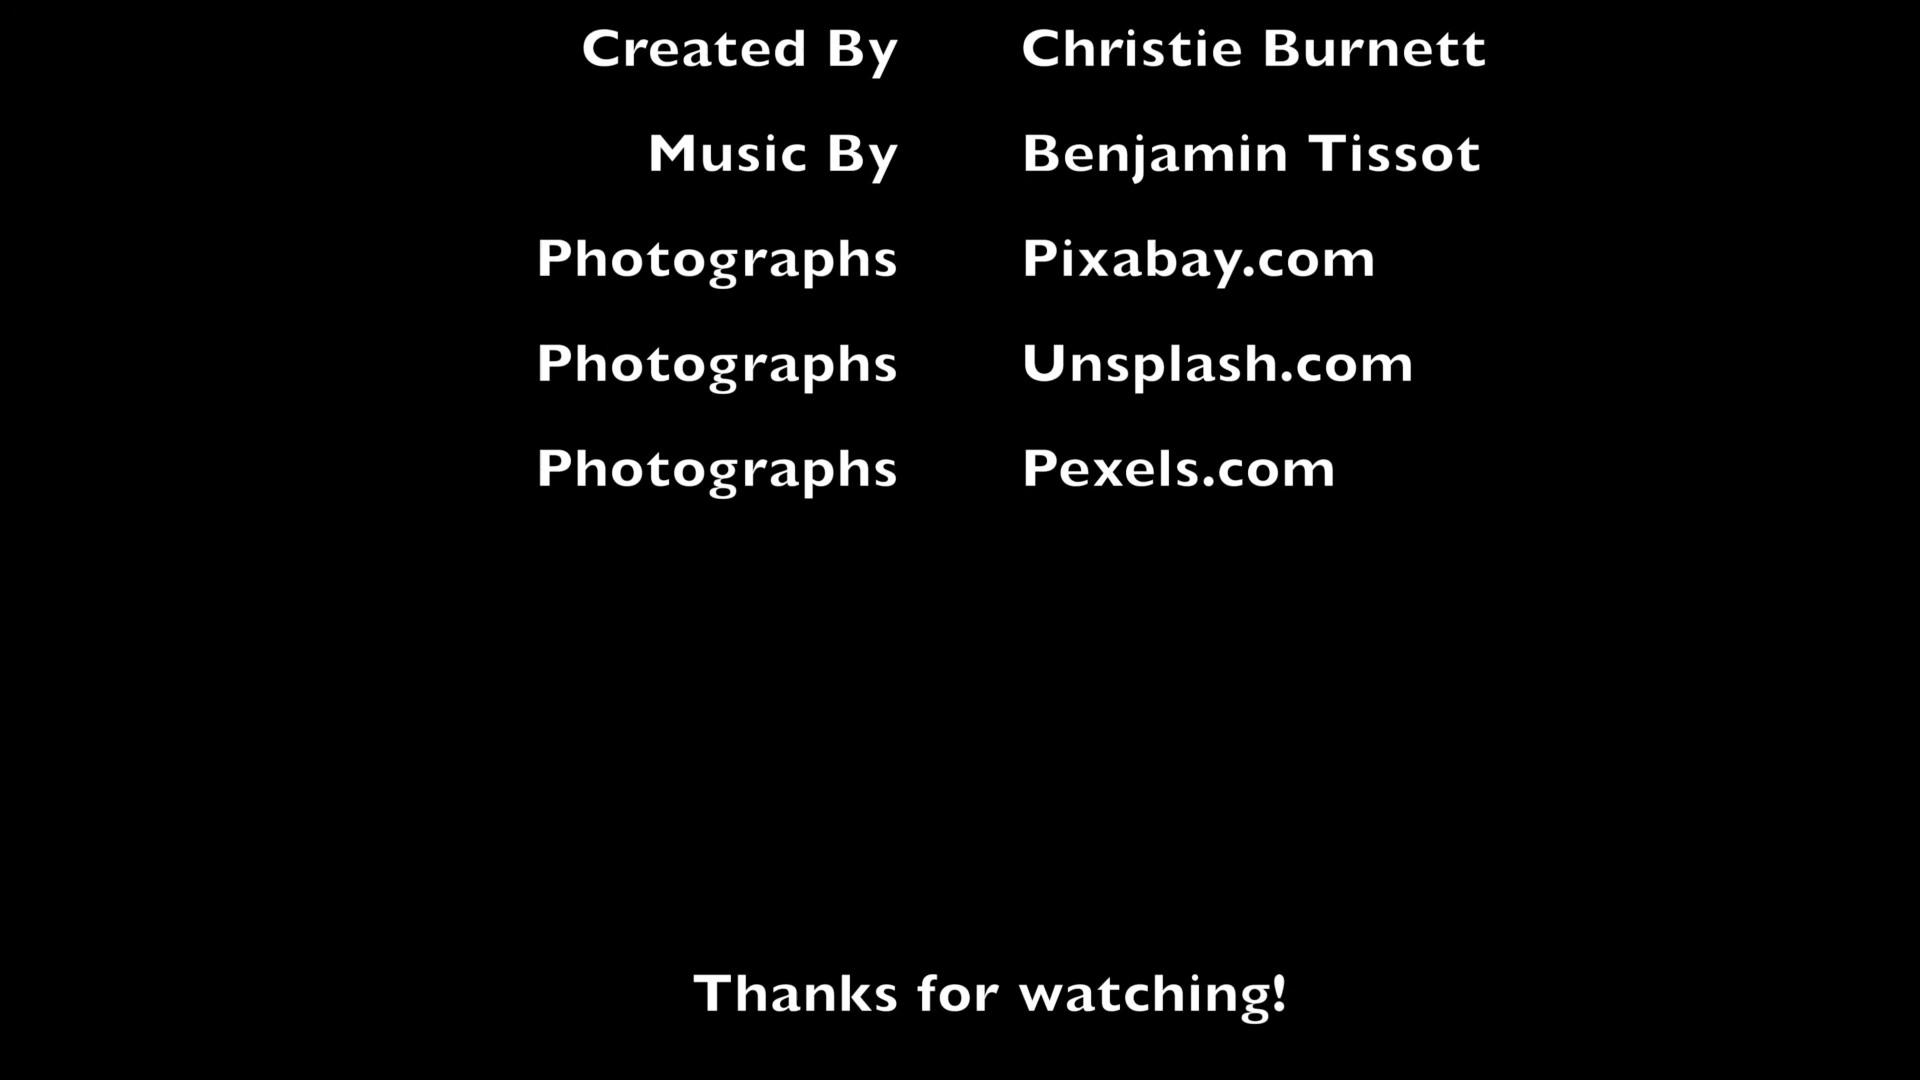 Created By Christie Burnett
Music By Benjamin Tissot
Photographs Pixabay.com
Photographs Unsplash.com
Photographs Pexels.com
Thanks for watching!